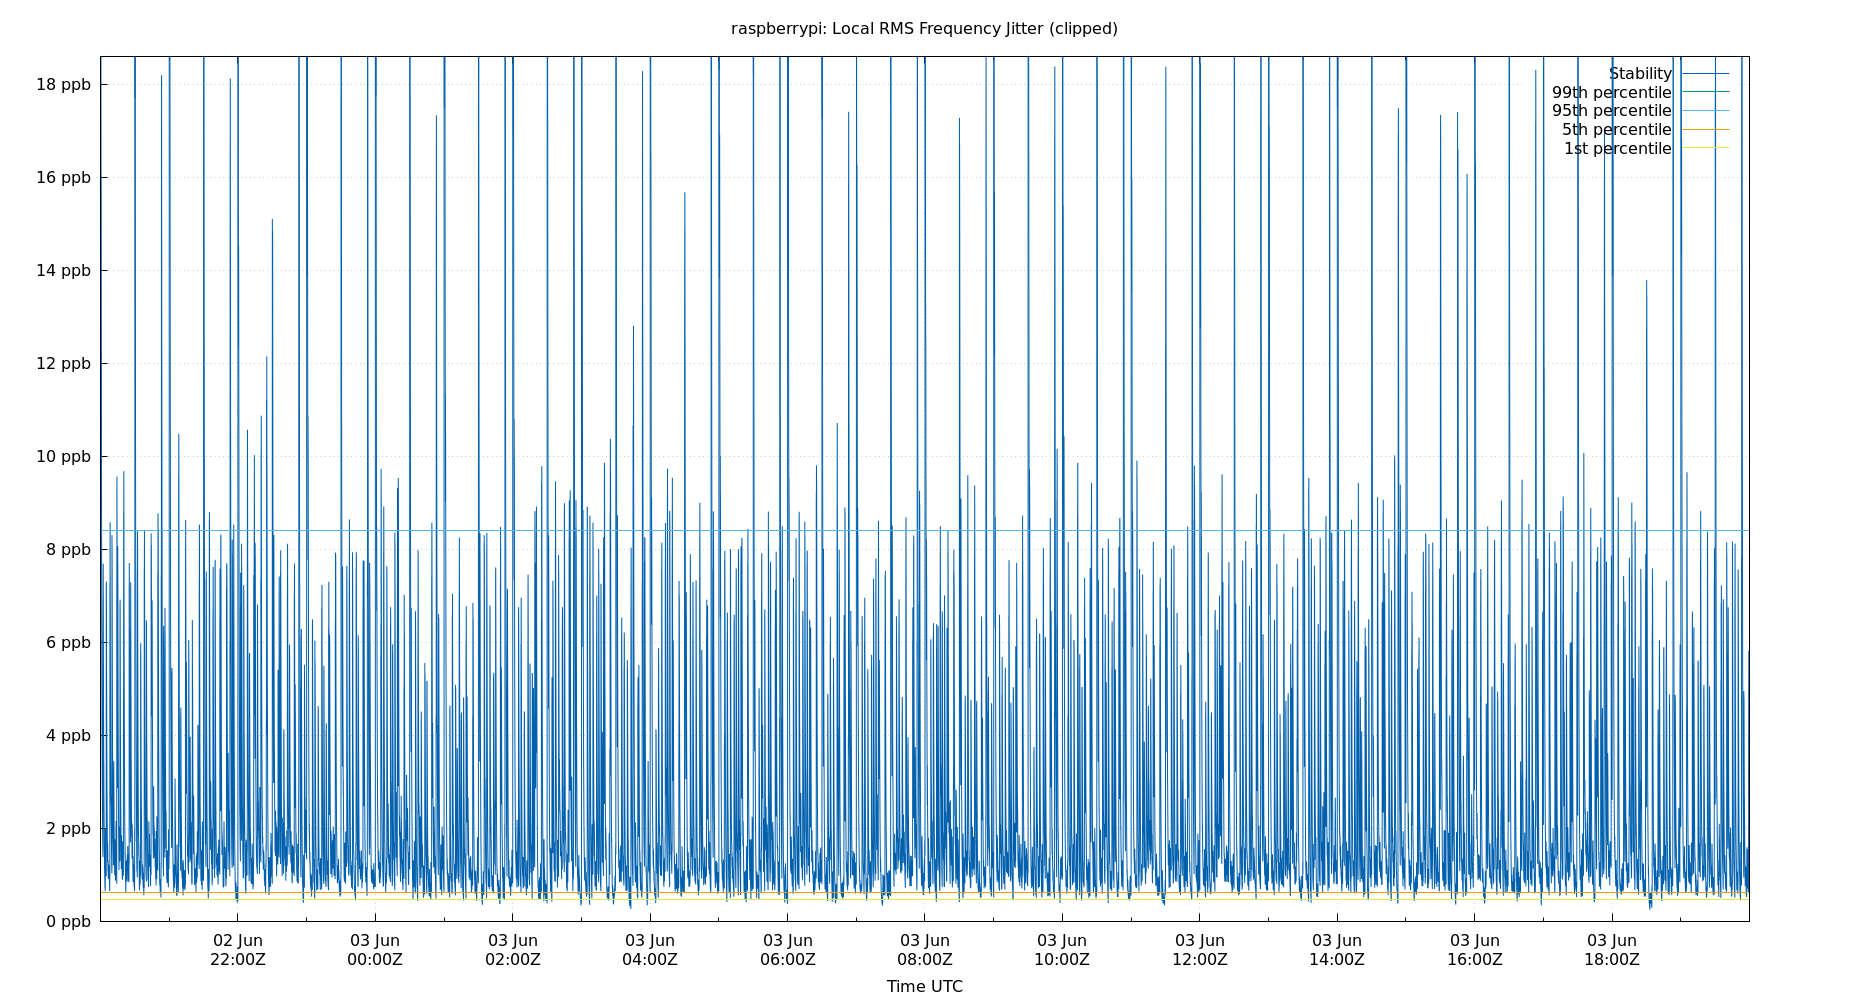 raspberrypi: Local RMS Frequency Jitter (clipped)
18 ppb
16 ppb
14 ppb
12 ppb
10 ppb
8 ppb
6 ppb
4 ppb
2 ppb
0 ppb
Stability
99th percentile
95th percentile
5th percentile
1st percentile
02 Jun 03 Jun 03 Jun 03 Jun 03 Jun 03 Jun 03 Jun 03 Jun 03 Jun 03 Jun 03 Jun
22:00Z 00:00Z 02:00Z 04:00Z 06:00Z 08:00Z 10:00Z 12:00Z 14:00Z 16:00Z 18:00Z
Time UTC